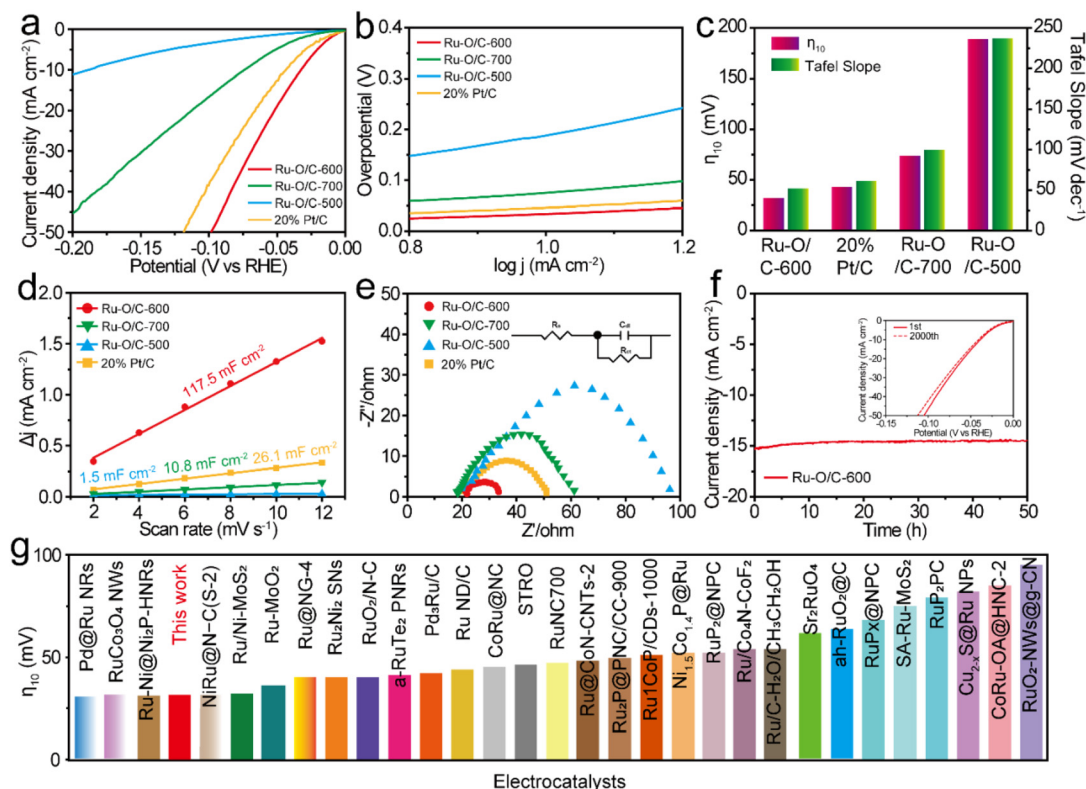 a
Current density (mA cm⁻²)
0
-10
-20
-30
-40
-50
-0.20
-0.15
-0.10
-0.05
0.00
Potential (V vs RHE)
Ru-O/C-600
Ru-O/C-700
Ru-O/C-500
20% Pt/C
b
Overpotential (V)
0.4
0.3
0.2
0.1
0.0
0.8
1.0
1.2
log j (mA cm⁻²)
Ru-O/C-600
Ru-O/C-700
Ru-O/C-500
20% Pt/C
c
η₁₀ (mV)
200
150
100
50
0
η₁₀
Tafel Slope
250
200
150
100
50
0
Tafel Slope (mV dec⁻¹)
Ru-O/
C-600
20%
Pt/C
Ru-O
/C-700
Ru-O
/C-500
d
Δj (mA cm⁻²)
2.0
1.5
1.0
0.5
0.0
Ru-O/C-600
Ru-O/C-700
Ru-O/C-500
20% Pt/C
117.5 mF cm⁻²
1.5 mF cm⁻²
10.8 mF cm⁻²
26.1 mF cm⁻²
2
4
6
8
10
12
Scan rate (mV s⁻¹)
e
-Z''/ohm
50
40
30
20
10
0
Ru-O/C-600
Ru-O/C-700
Ru-O/C-500
20% Pt/C
0
20
40
60
80
100
Z'/ohm
f
Current density (mA cm⁻²)
0
-5
-10
-15
-20
Current density (mA cm⁻²)
0
-10
-20
-30
-40
-50
1st
2000th
-0.15
-0.10
-0.05
0.00
Potential (V vs RHE)
Ru-O/C-600
0
10
20
30
40
50
Time (h)
g
η₁₀ (mV)
100
50
0
Pd@Ru NRs
RuCo₃O₄ NWs
Ru-Ni@Ni₂P-HNRs
This work
NiRu@N−C(S-2)
Ru/Ni-MoS₂
Ru-MoO₂
Ru@NG-4
Ru₂Ni₂ SNs
RuO₂/N-C
a-RuTe₂ PNRs
Pd₃Ru/C
Ru ND/C
CoRu@NC
STRO
RuNC700
Ru@CoN-CNTs-2
Ru₂P@PNC/CC-900
Ru1CoP/CDs-1000
Ni₁.₅Co₁.₄P@Ru
RuP₂@NPC
Ru/Co₄N-CoF₂
Ru/C-H₂O/CH₃CH₂OH
Sr₂RuO₄
ah-RuO₂@C
RuPx@NPC
SA-Ru-MoS₂
RuP₂PC
Cu₂₋ₓS@Ru NPs
CoRu-OA@HNC-2
RuO₂-NWs@g-CN
Electrocatalysts